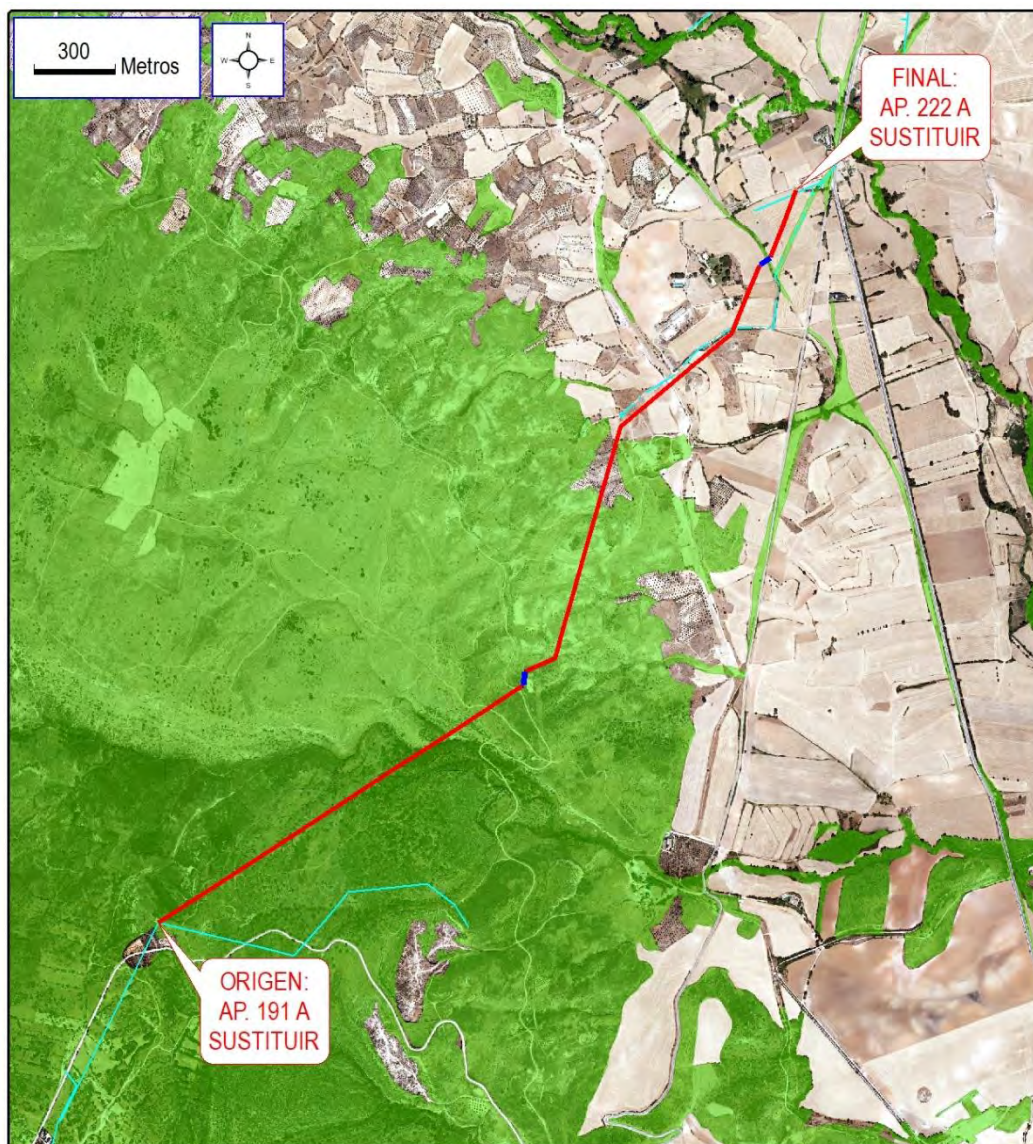 300
Metros
N
W E
S
FINAL:
AP. 222 A
SUSTITUIR
ORIGEN:
AP. 191 A
SUSTITUIR